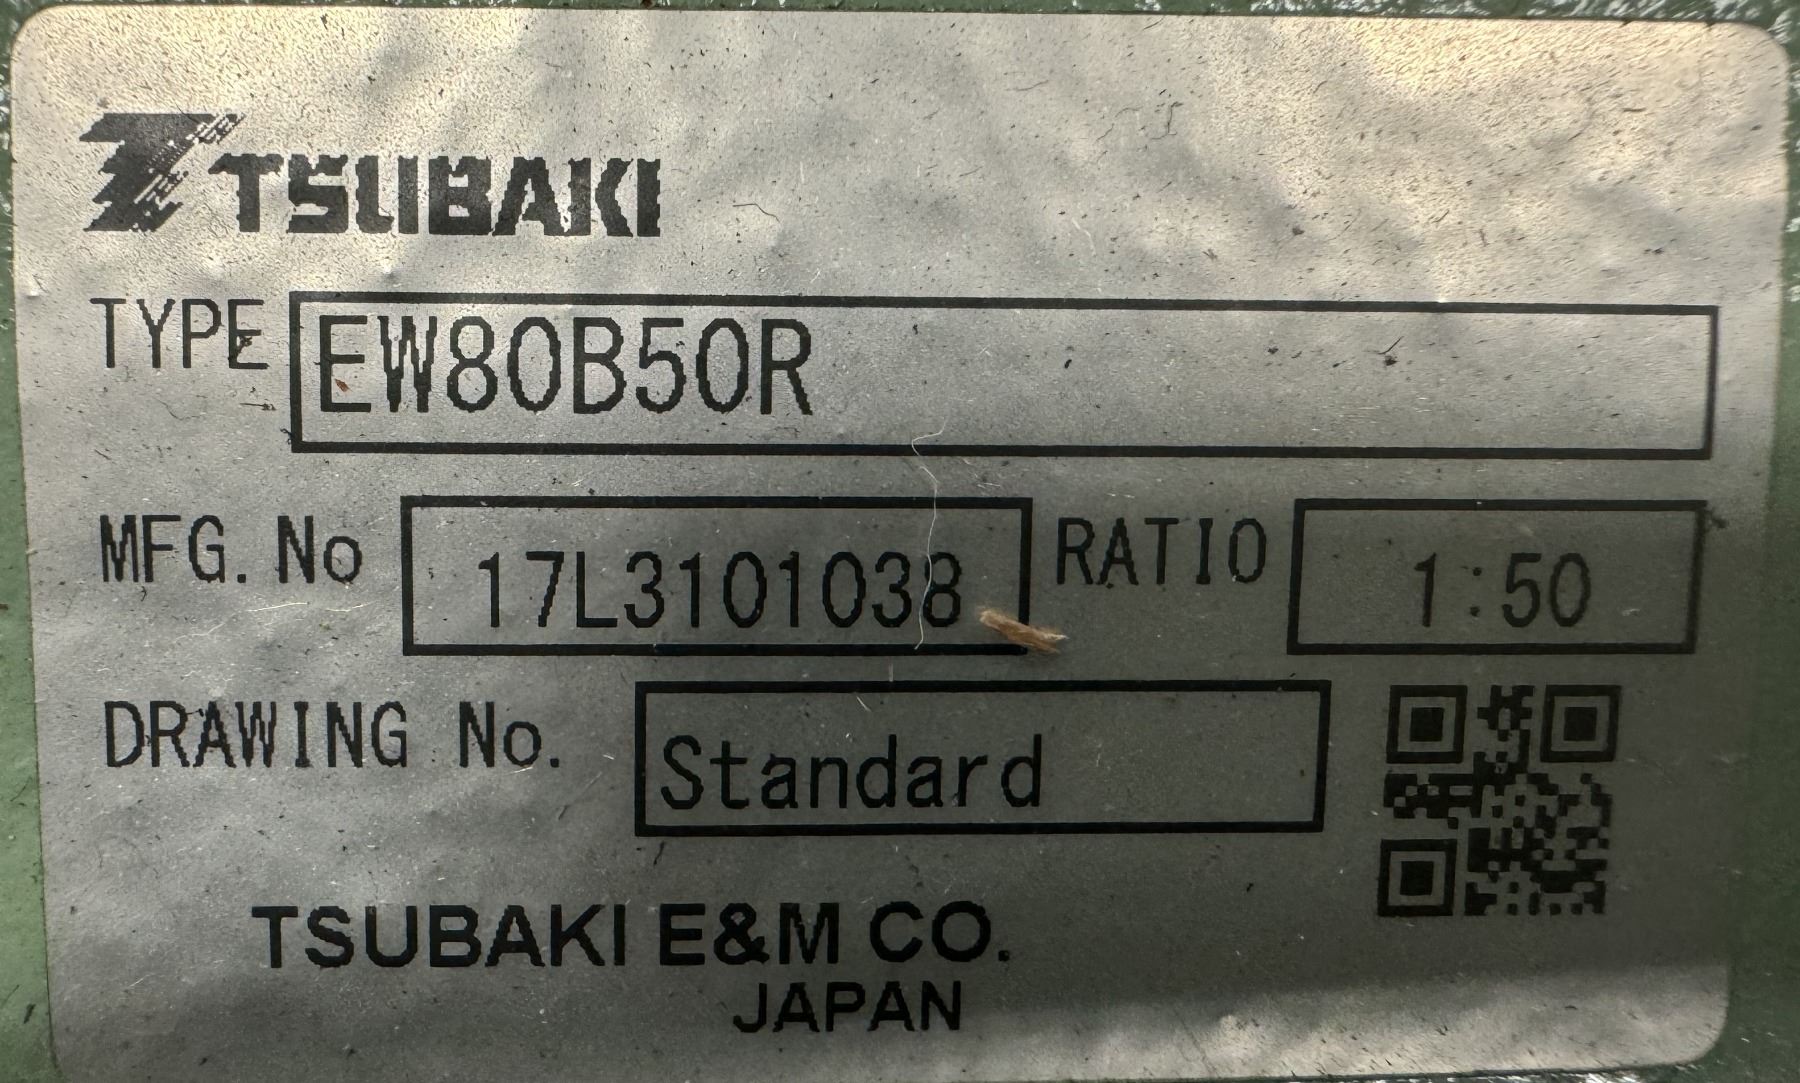 TSUBAKI
TYPE EW80B50R
MFG. No 17L3101038 RATIO 1:50
DRAWING No. Standard
TSUBAKI E&M CO.
JAPAN